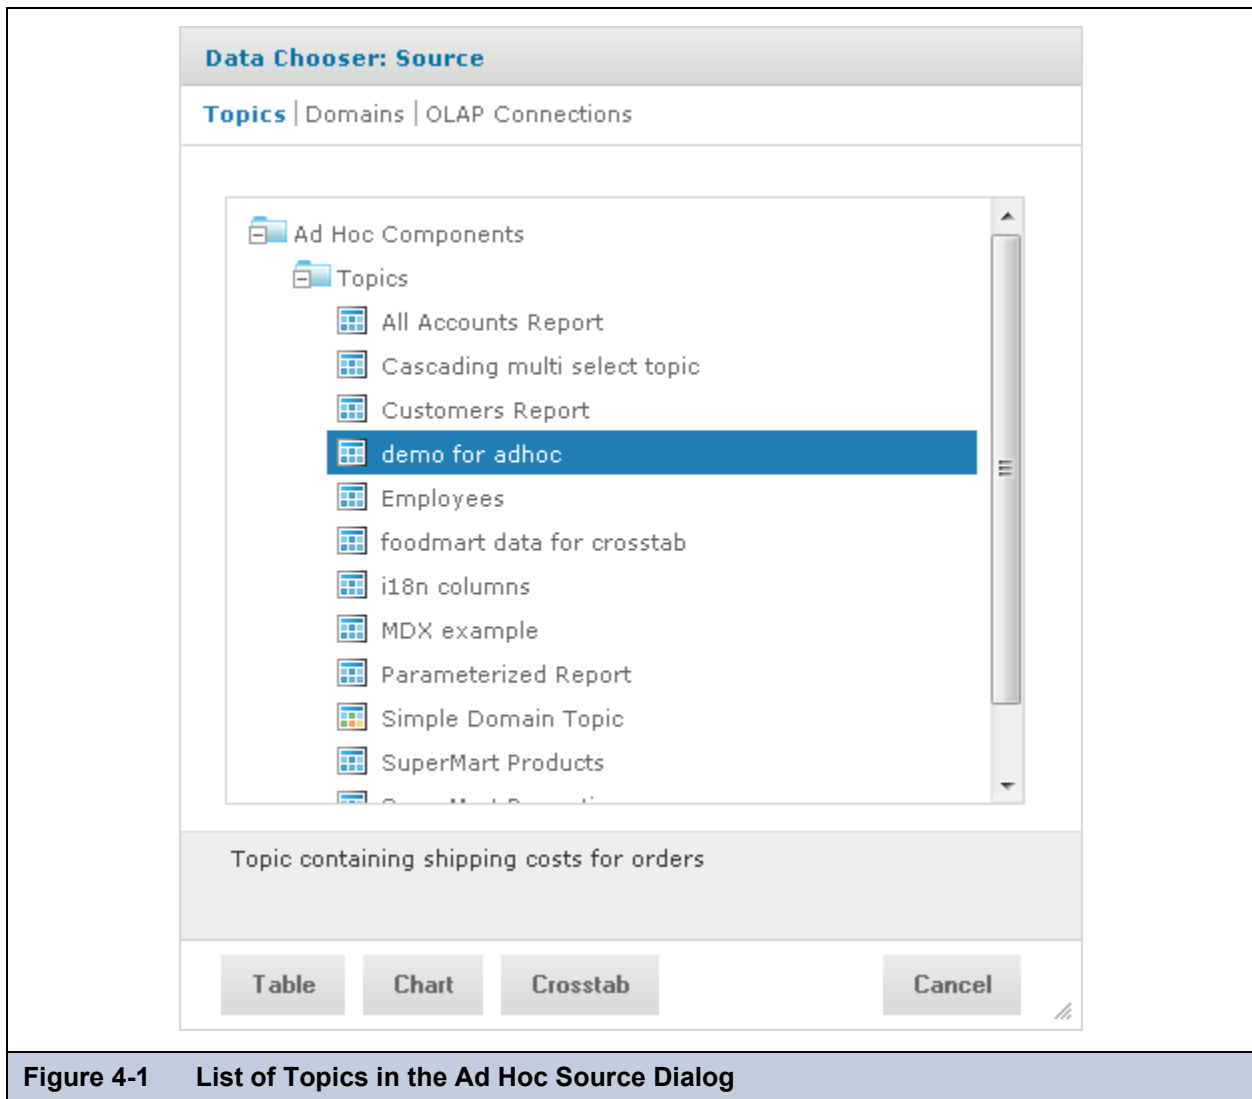 Data Chooser: Source
Topics | Domains | OLAP Connections
Ad Hoc Components
Topics
All Accounts Report
Cascading multi select topic
Customers Report
demo for adhoc
Employees
foodmart data for crosstab
i18n columns
MDX example
Parameterized Report
Simple Domain Topic
SuperMart Products
Topic containing shipping costs for orders
Table Chart Crosstab Cancel
Figure 4-1 List of Topics in the Ad Hoc Source Dialog